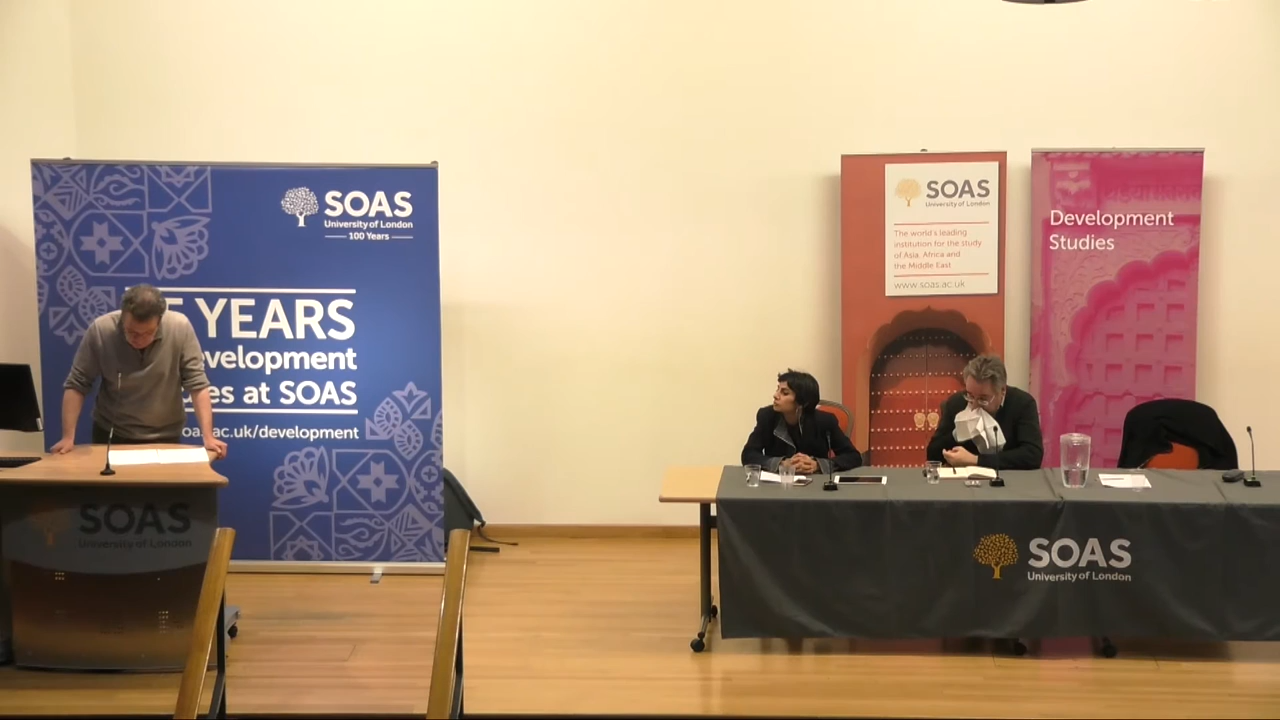 SOAS
University of London
100 Years
YEARS
evelopment
es at SOAS
oas.ac.uk/development
SOAS
University of London
SOAS
University of London
The world's leading
institution for the study
of Asia, Africa and
the Middle East
www.soas.ac.uk
Development
Studies
SOAS
University of London